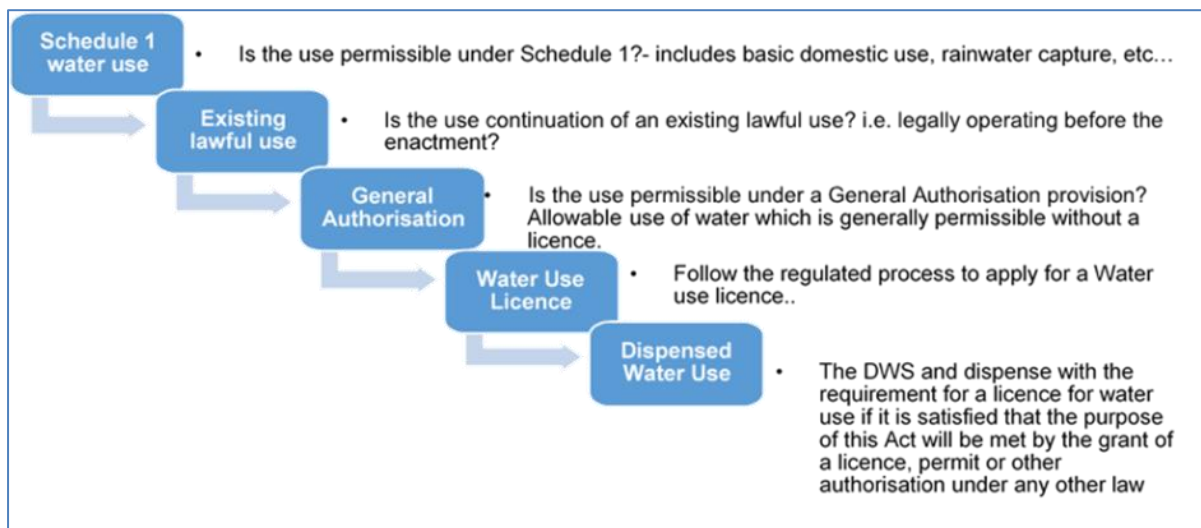 Schedule 1
water use
• Is the use permissible under Schedule 1?- includes basic domestic use, rainwater capture, etc…
Existing
lawful use
• Is the use continuation of an existing lawful use? i.e. legally operating before the
enactment?
General
Authorisation
• Is the use permissible under a General Authorisation provision?
Allowable use of water which is generally permissible without a
licence.
Water Use
Licence
• Follow the regulated process to apply for a Water
use licence..
Dispensed
Water Use
• The DWS and dispense with the
requirement for a licence for water
use if it is satisfied that the purpose
of this Act will be met by the grant of
a licence, permit or other
authorisation under any other law